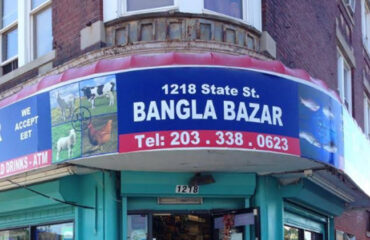 WE
ACCEPT
EBT
D DRINKS - ATM
1218 State St.
BANGLA BAZAR
Tel: 203 . 338 . 0623
1218